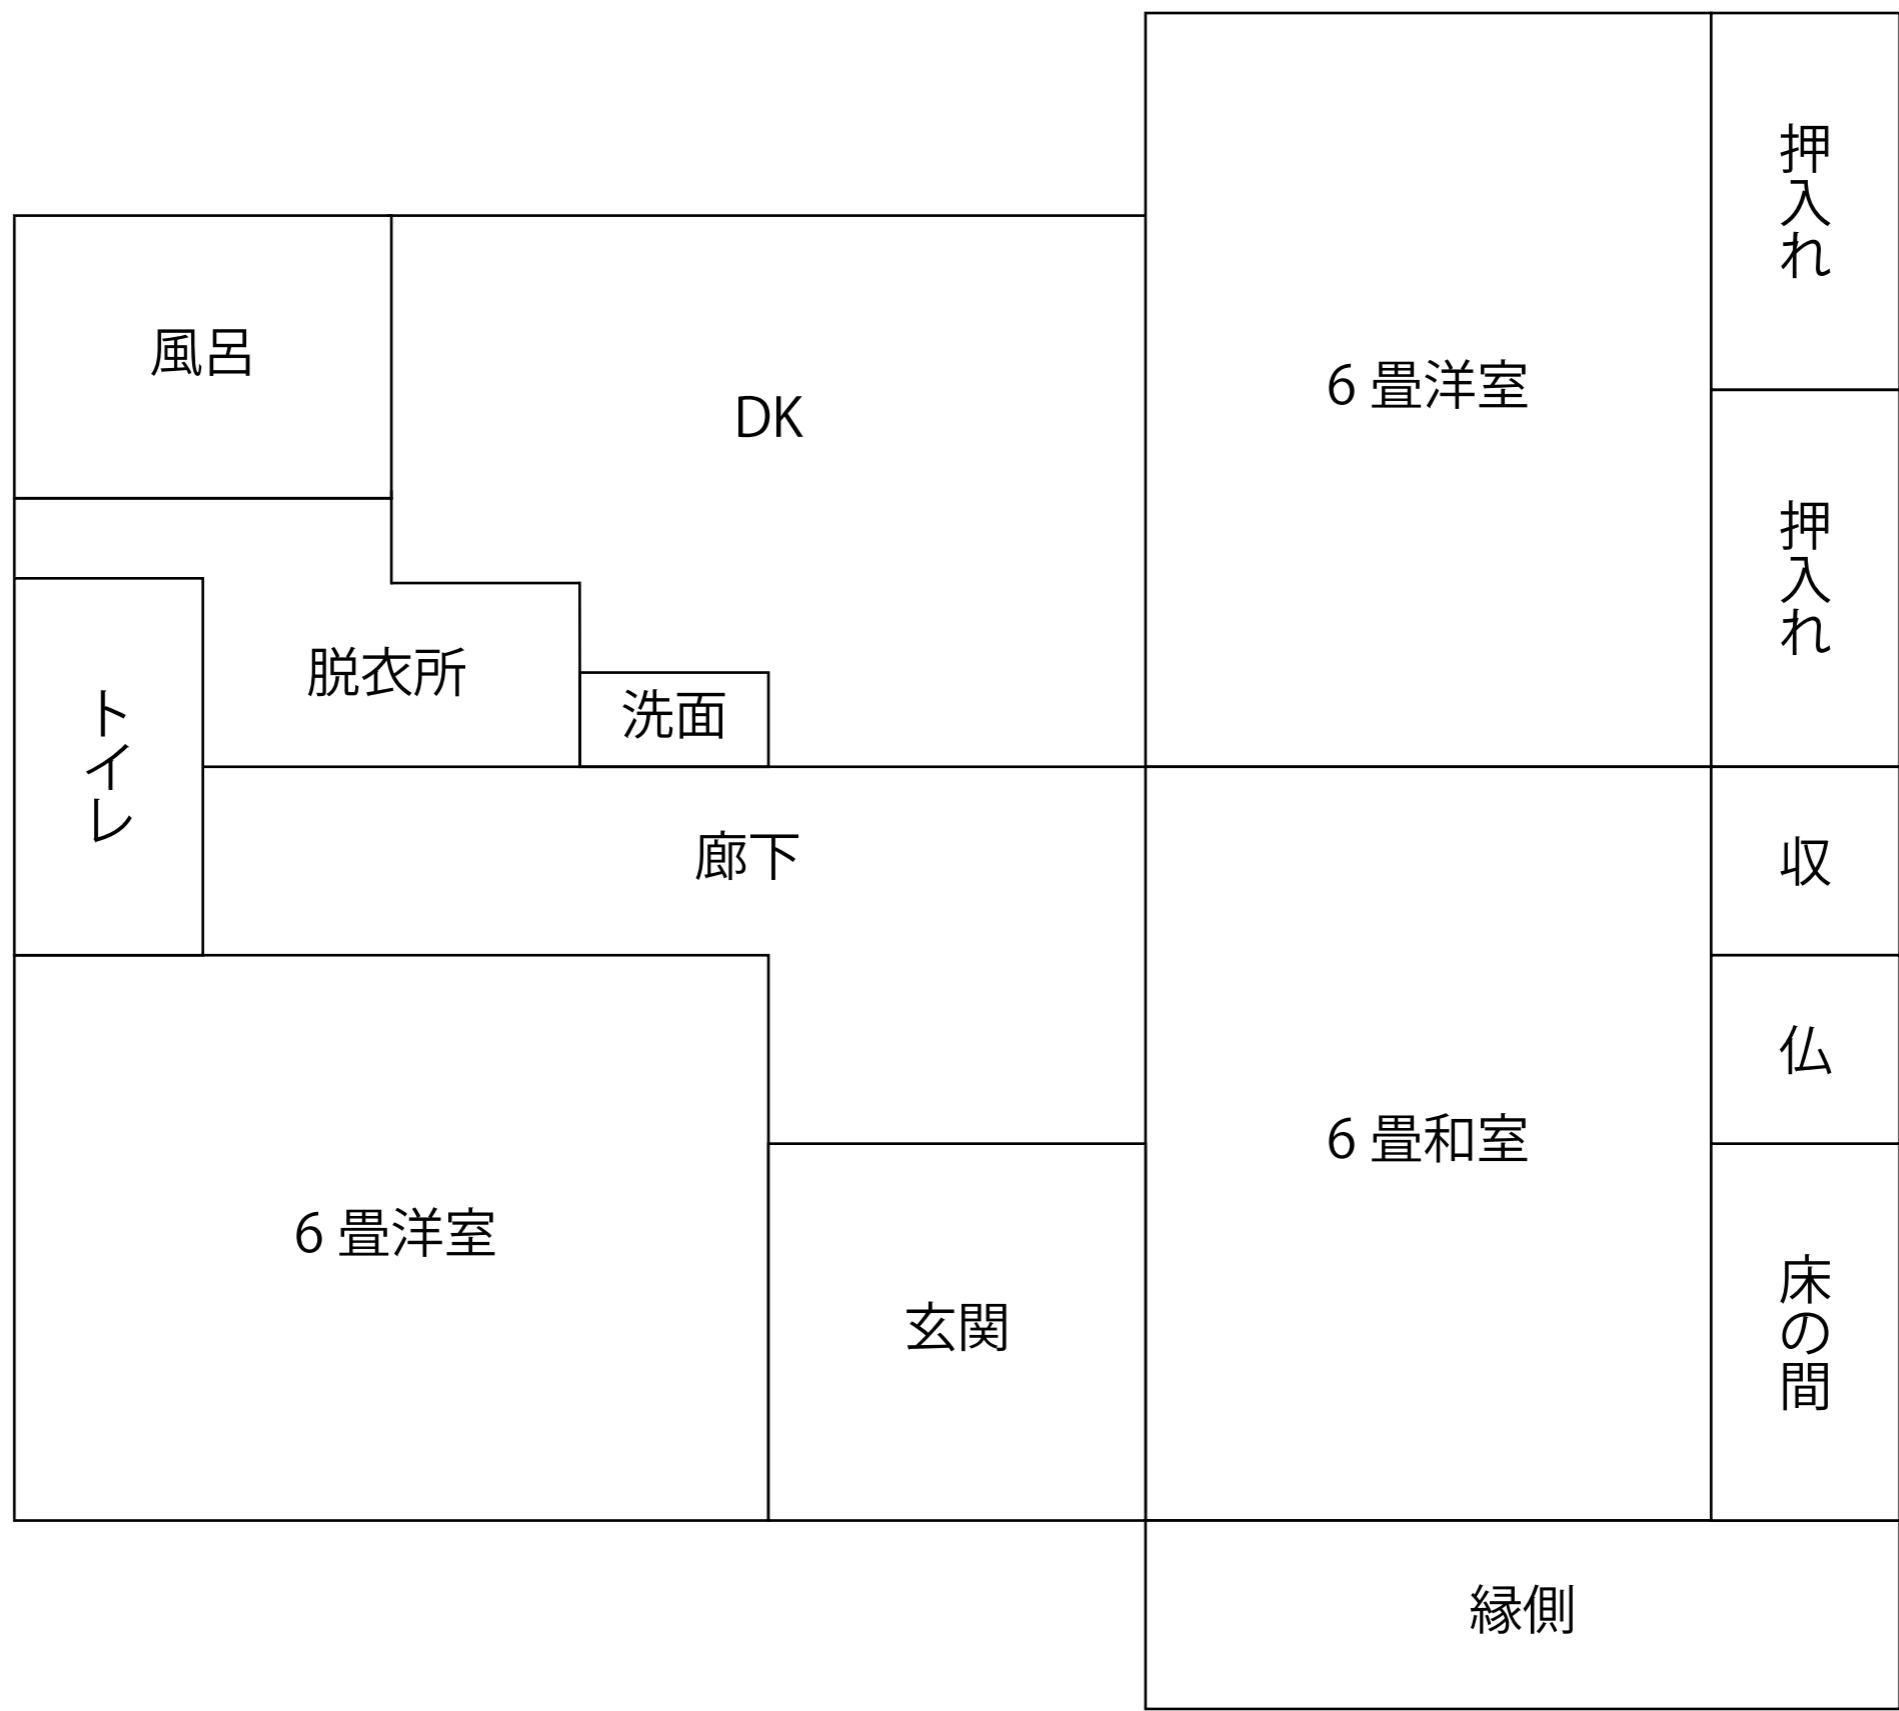 押入れ
風呂
DK
6 畳洋室
押入れ
脱衣所
洗面
トイレ
廊下
収
仏
6 畳和室
6 畳洋室
玄関
床の間
縁側